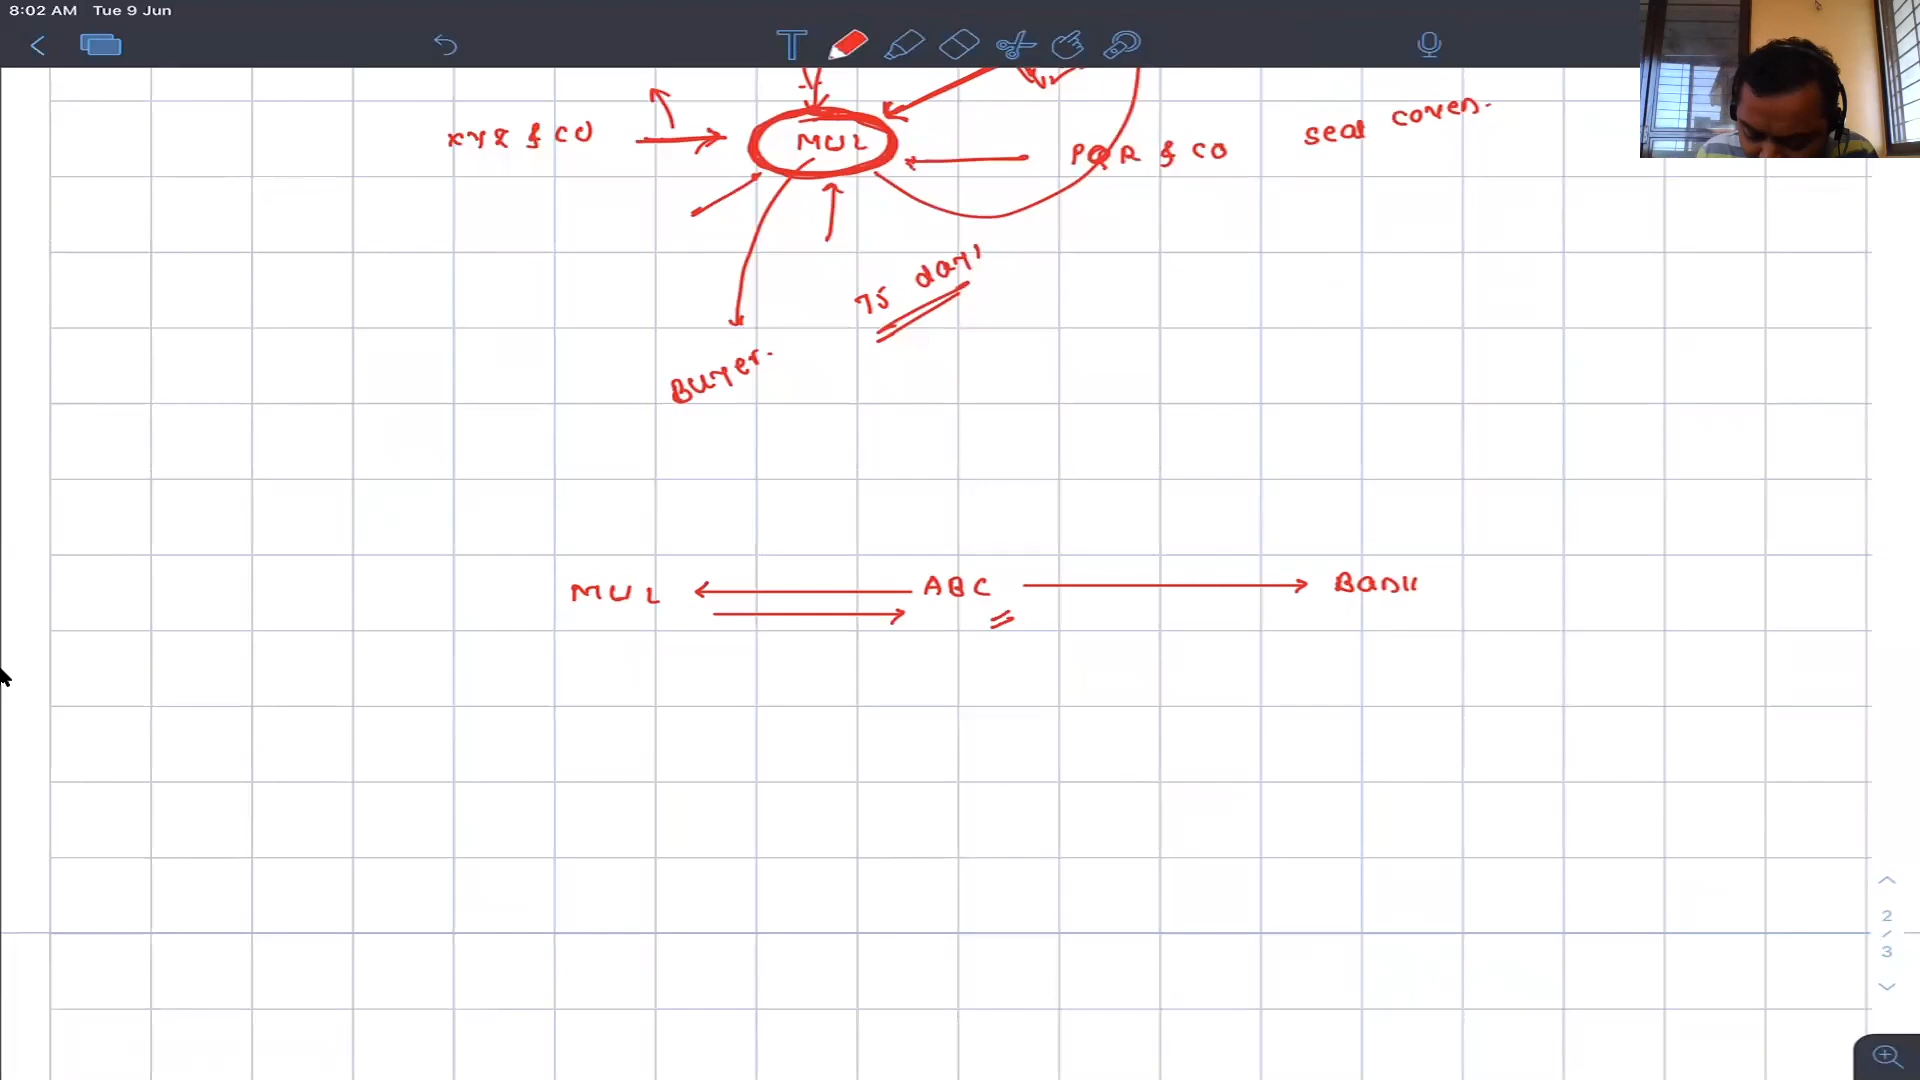 8:02 AM Tue 9 Jun
XYZ & CO
MUL
PQR & CO
seat covers.
75 days
Buyer.
MUL
ABC
Bank
2
/
3